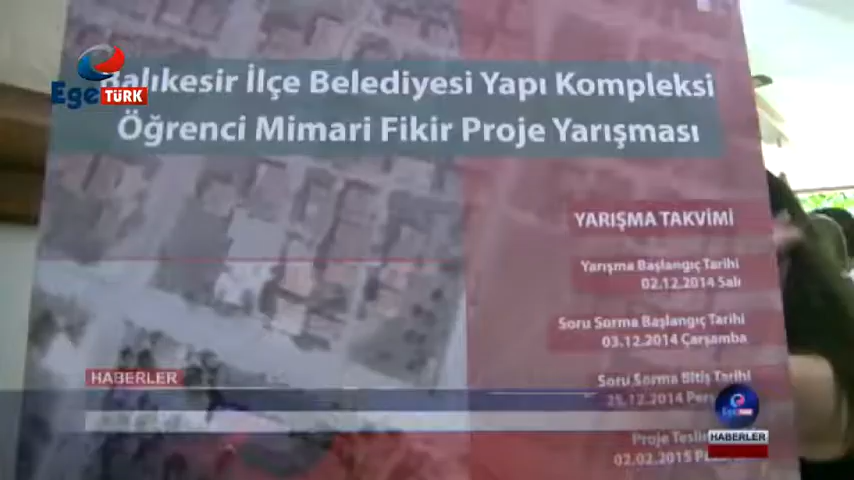 Ege TÜRK
Balıkesir İlçe Belediyesi Yapı Kompleksi
Öğrenci Mimari Fikir Proje Yarışması
YARIŞMA TAKVİMİ
Yarışma Başlangıç Tarihi
02.12.2014 Salı
Soru Sorma Başlangıç Tarihi
03.12.2014 Çarşamba
Soru Sorma Bitiş Tarihi
25.12.2014
Proje
02.02.2015
HABERLER
HABERLER